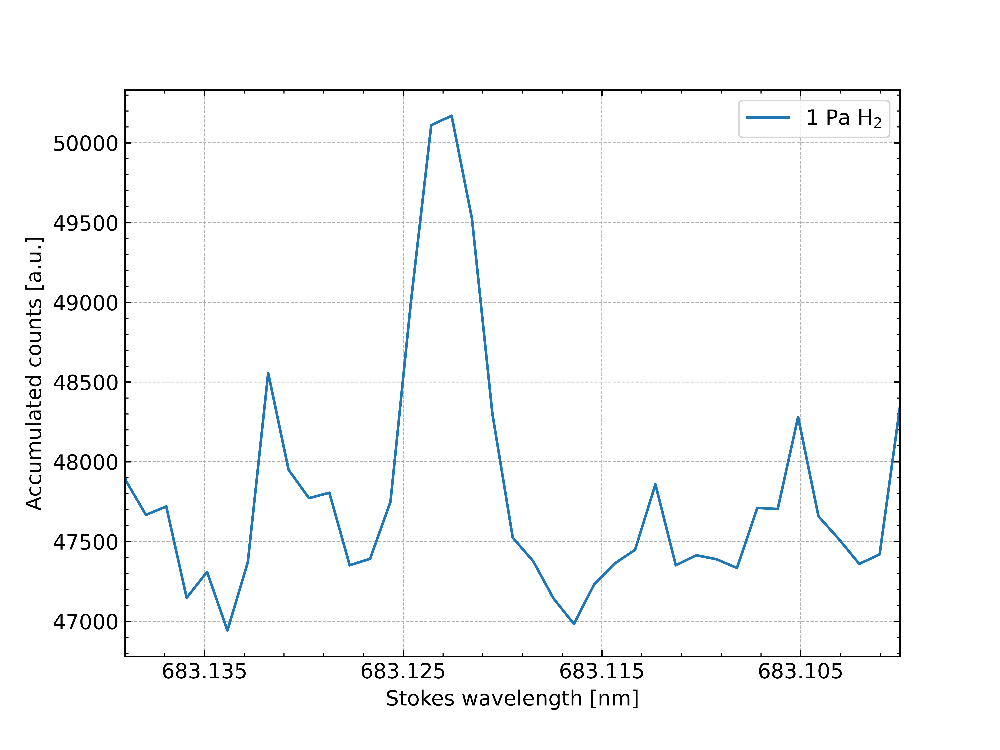 1 Pa H₂
50000
49500
49000
48500
48000
47500
47000
Accumulated counts [a.u.]
683.135 683.125 683.115 683.105
Stokes wavelength [nm]